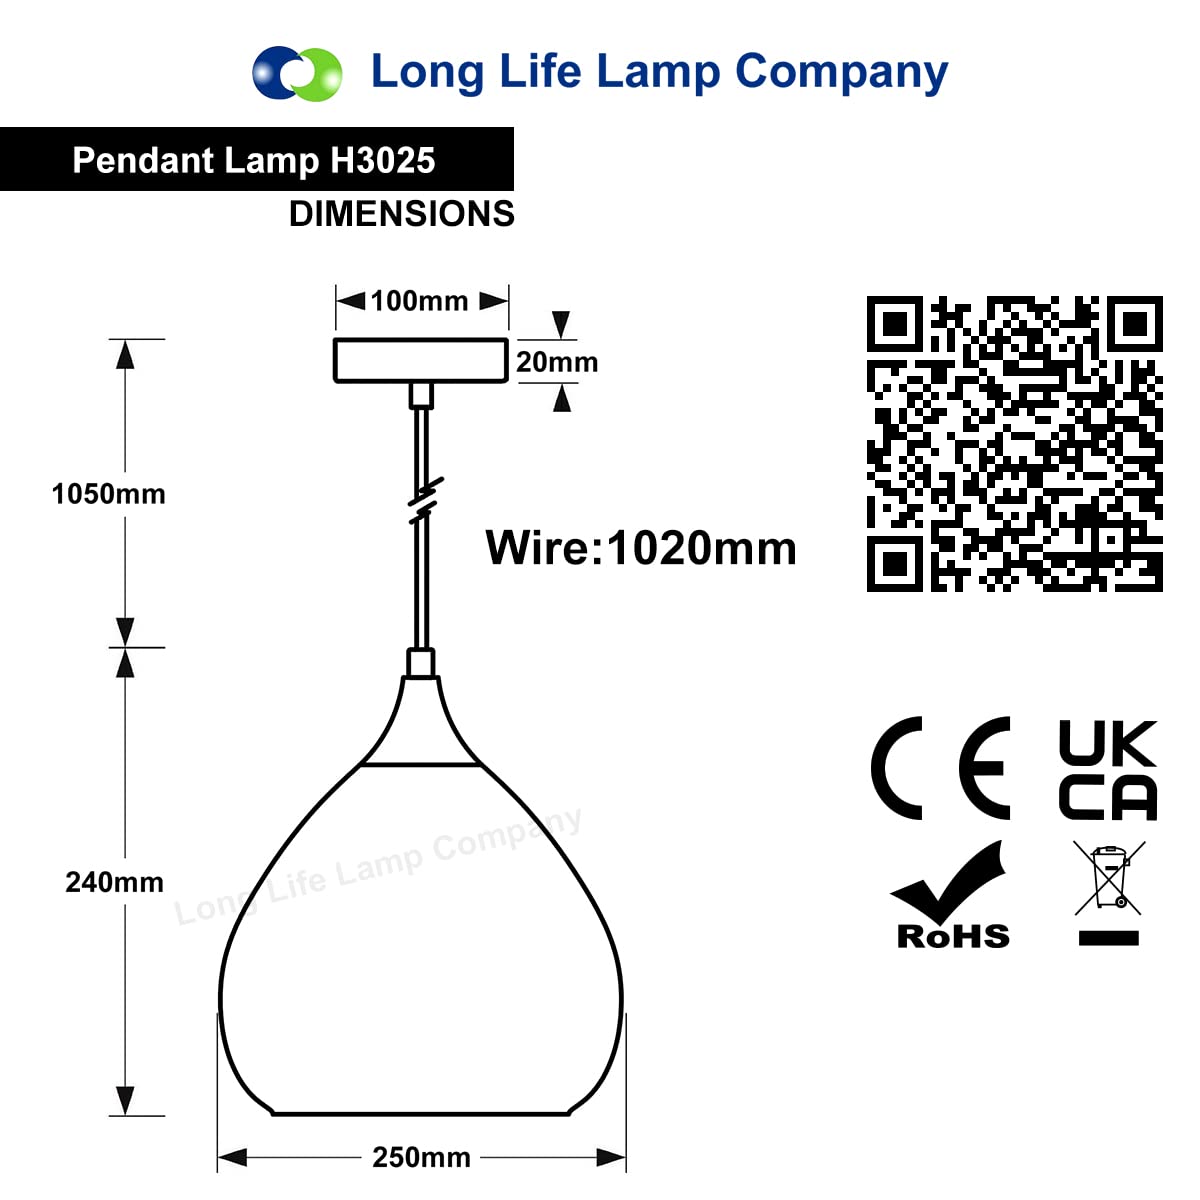 Long Life Lamp Company
Pendant Lamp H3025
DIMENSIONS
100mm
20mm
1050mm
Wire:1020mm
240mm
Long Life Lamp Company
250mm
CE
UK
CA
RoHS